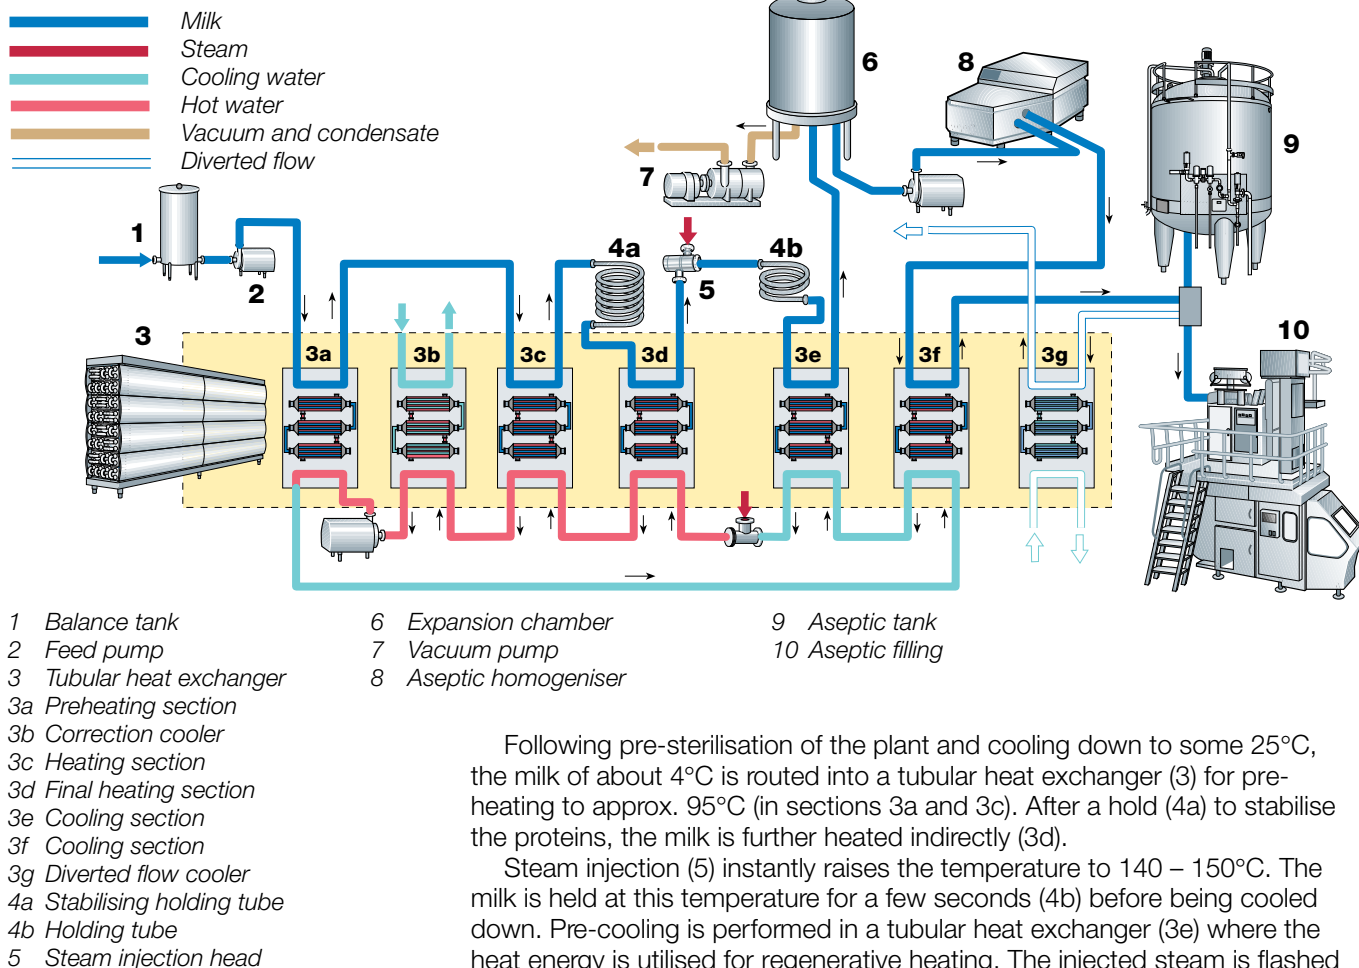 Milk
Steam
Cooling water
Hot water
Vacuum and condensate
Diverted flow
6
8
9
7
1
4a
4b
2
5
3
3a
3b
3c
3d
3e
3f
3g
10
1 Balance tank
2 Feed pump
3 Tubular heat exchanger
3a Preheating section
3b Correction cooler
3c Heating section
3d Final heating section
3e Cooling section
3f Cooling section
3g Diverted flow cooler
4a Stabilising holding tube
4b Holding tube
5 Steam injection head
6 Expansion chamber
7 Vacuum pump
8 Aseptic homogeniser
9 Aseptic tank
10 Aseptic filling
Following pre-sterilisation of the plant and cooling down to some 25°C,
the milk of about 4°C is routed into a tubular heat exchanger (3) for pre-
heating to approx. 95°C (in sections 3a and 3c). After a hold (4a) to stabilise
the proteins, the milk is further heated indirectly (3d).
Steam injection (5) instantly raises the temperature to 140 – 150°C. The
milk is held at this temperature for a few seconds (4b) before being cooled
down. Pre-cooling is performed in a tubular heat exchanger (3e) where the
heat energy is utilised for regenerative heating. The injected steam is flashed